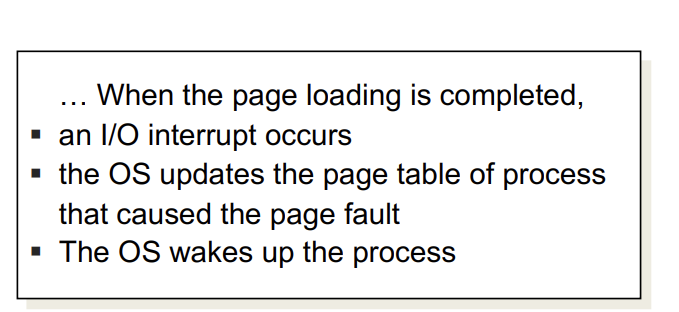 … When the page loading is completed,
▪ an I/O interrupt occurs
▪ the OS updates the page table of process
that caused the page fault
▪ The OS wakes up the process